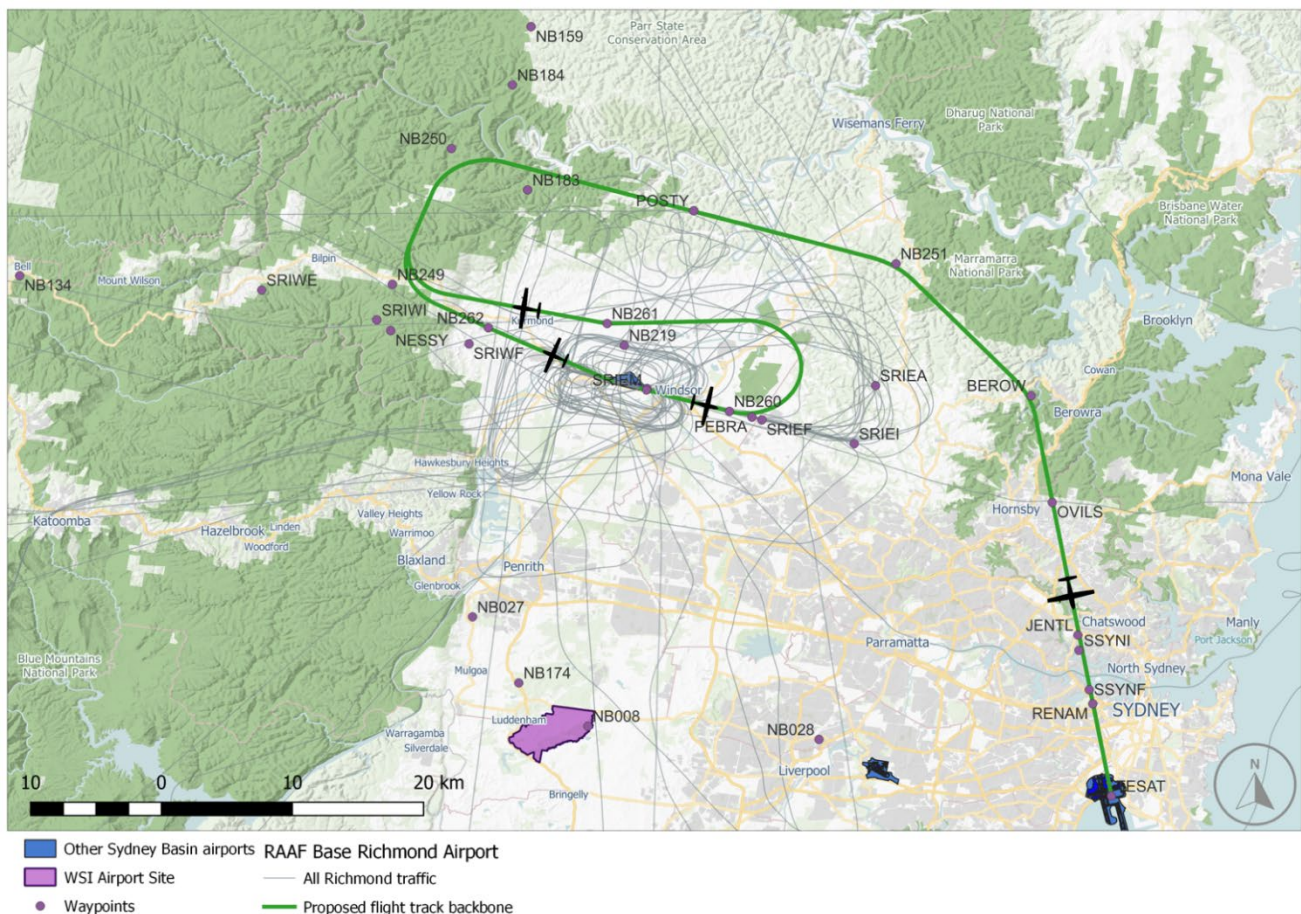 NB159
Parr State
Conservation Area
NB184
Dharug National
Park
Wisemans Ferry
NB250
NB183
POSTY
Brisbane Water
National Park
NB251
Marramarra
National Park
Bell
NB134
Mount Wilson
Bilpin
SRIWE
NB249
SRIWI
NESSY
NB262
SRIWF
Kurmond
NB261
NB219
Brooklyn
Cowan
SRIEM
Windsor
SRIEA
BEROW
Berowra
NB260
PEBRA
SRIEF
SRIEI
Hawkesbury Heights
Yellow Rock
Mona Vale
Katoomba
Hazelbrook
Linden
Woodford
Valley Heights
Warrimoo
Blaxland
Glenbrook
Penrith
Hornsby
OVILS
NB027
JENTL
Chatswood
SSYNI
Manly
Port Jackson
Parramatta
Blue Mountains
National Park
Mulgoa
NB174
North Sydney
SSYNF
RENAM
SYDNEY
Luddenham
NB008
NB028
Liverpool
Warragamba
Silverdale
Bringelly
TESAT
N
10 0 10 20 km
Other Sydney Basin airports
WSI Airport Site
Waypoints
RAAF Base Richmond Airport
All Richmond traffic
Proposed flight track backbone